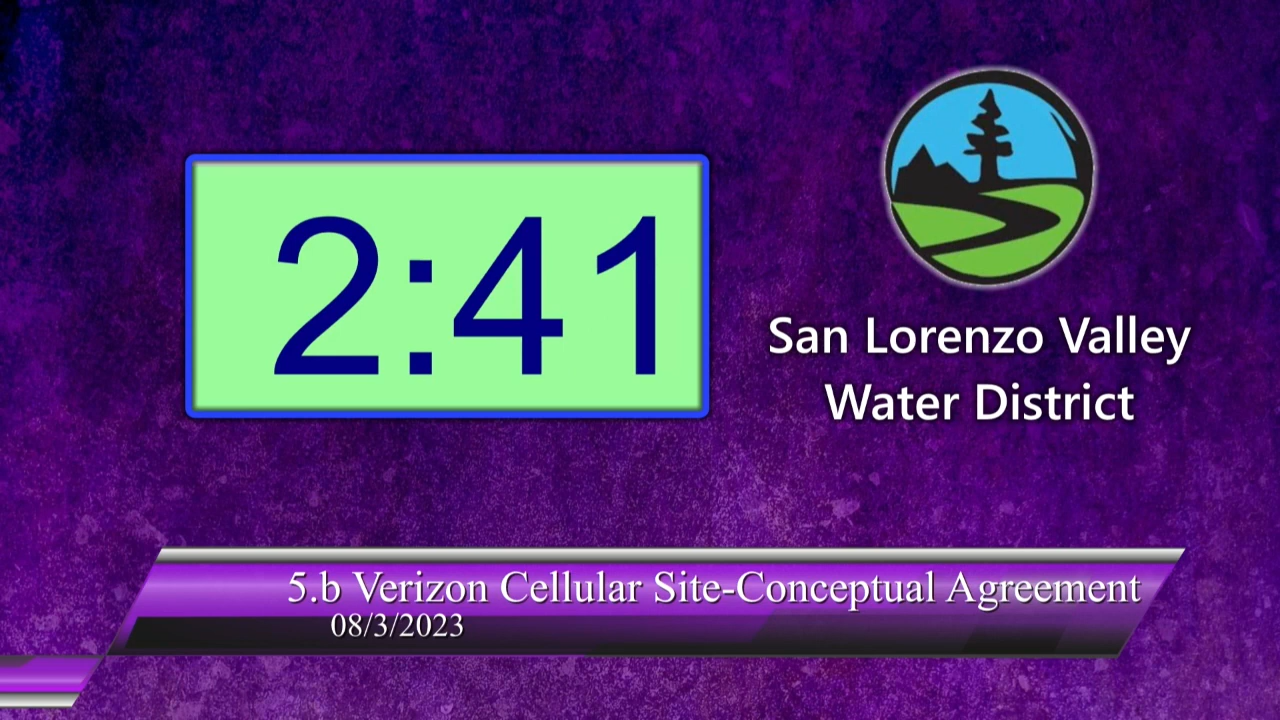 2:41
San Lorenzo Valley
Water District
5.b Verizon Cellular Site-Conceptual Agreement
08/3/2023